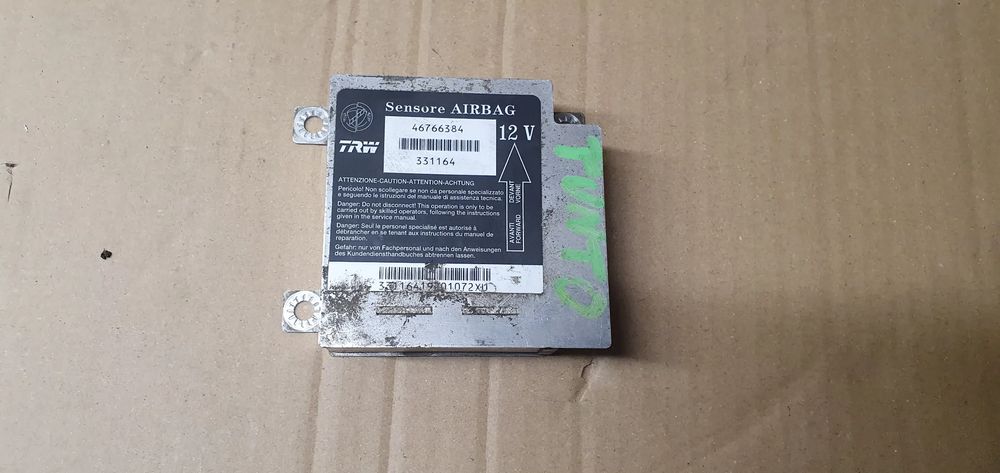 Sensore AIRBAG
46766384
12 V
TRW
331164
ATTENZIONE-CAUTION-ATTENTION-ACHTUNG
Pericolo! Non scollegare se non da personale specializzato
e seguendo le istruzioni del manuale di assistenza tecnica.
Danger: Do not disconnect! This operation is only to be
carried out by skilled operators, following the instructions
given in the service manual.
Danger: Seul le personel specialisé est autorisé à
débrancher en se tenant aux instructions du manuel de
reparation.
Gefahr: nur von Fachpersonal und nach den Anweisungen
des Kundendiensthandbuches abtrennen lassen.
AVANTI DEVANT
FORWARD VORNE
PUNTO